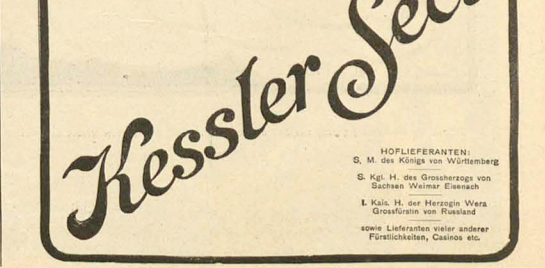 Kessler
HOFLIEFERANTEN:
S. M. des Königs von Württemberg
S. Kgl. H. des Grossherzogs von
Sachsen Weimar Eisenach
I. Kais. H. der Herzogin Wera
Grossfürstin von Russland
sowie Lieferanten vieler anderer
Fürstlichkeiten, Casinos etc.